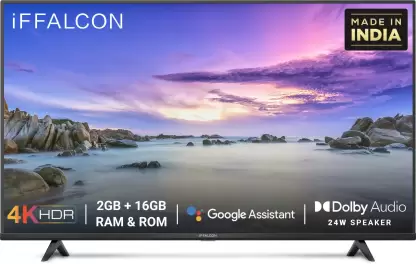 iFFALCON
MADE IN
INDIA
4K HDR
2GB + 16GB
RAM & ROM
Google Assistant
Dolby Audio
24W SPEAKER
iFFALCON